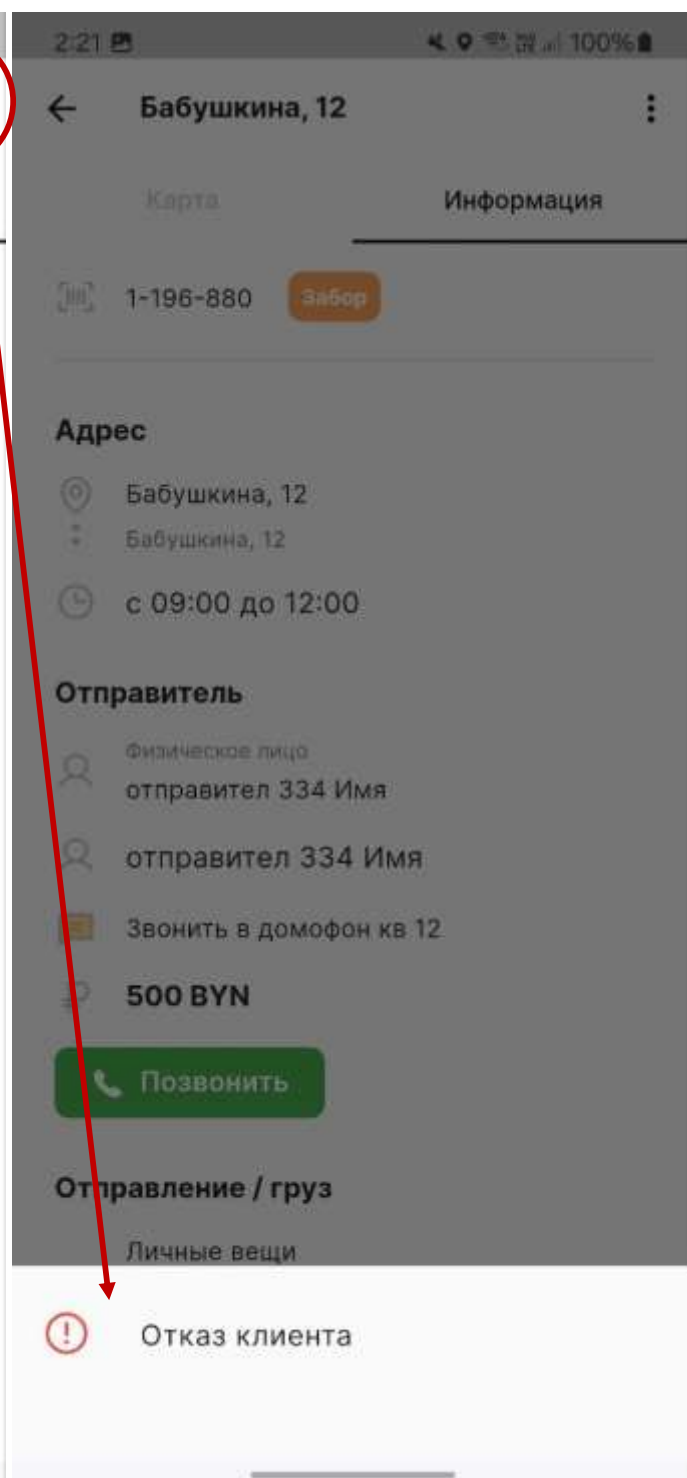 2:21 100%
Бабушкина, 12
Карта Информация
1-196-880 Забор
Адрес
Бабушкина, 12
Бабушкина, 12
с 09:00 до 12:00
Отправитель
Физическое лицо
отправител 334 Имя
отправител 334 Имя
Звонить в домофон кв 12
500 BYN
Позвонить
Отправление / груз
Личные вещи
Отказ клиента